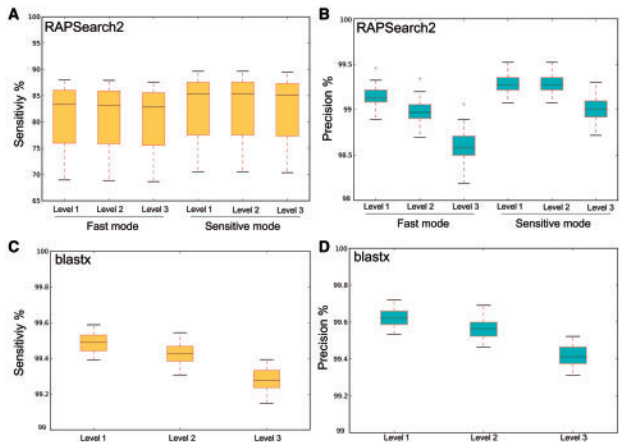 A
RAPSearch2
Sensitiviy %
100
95
90
85
80
75
70
65
Level 1
Level 2
Level 3
Level 1
Level 2
Level 3
Fast mode
Sensitive mode
B
RAPSearch2
Precision %
100
99.5
99
98.5
98
Level 1
Level 2
Level 3
Level 1
Level 2
Level 3
Fast mode
Sensitive mode
C
blastx
Sensitiviy %
100
99.8
99.6
99.4
99.2
99
Level 1
Level 2
Level 3
D
blastx
Precision %
100
99.8
99.6
99.4
99.2
99
Level 1
Level 2
Level 3